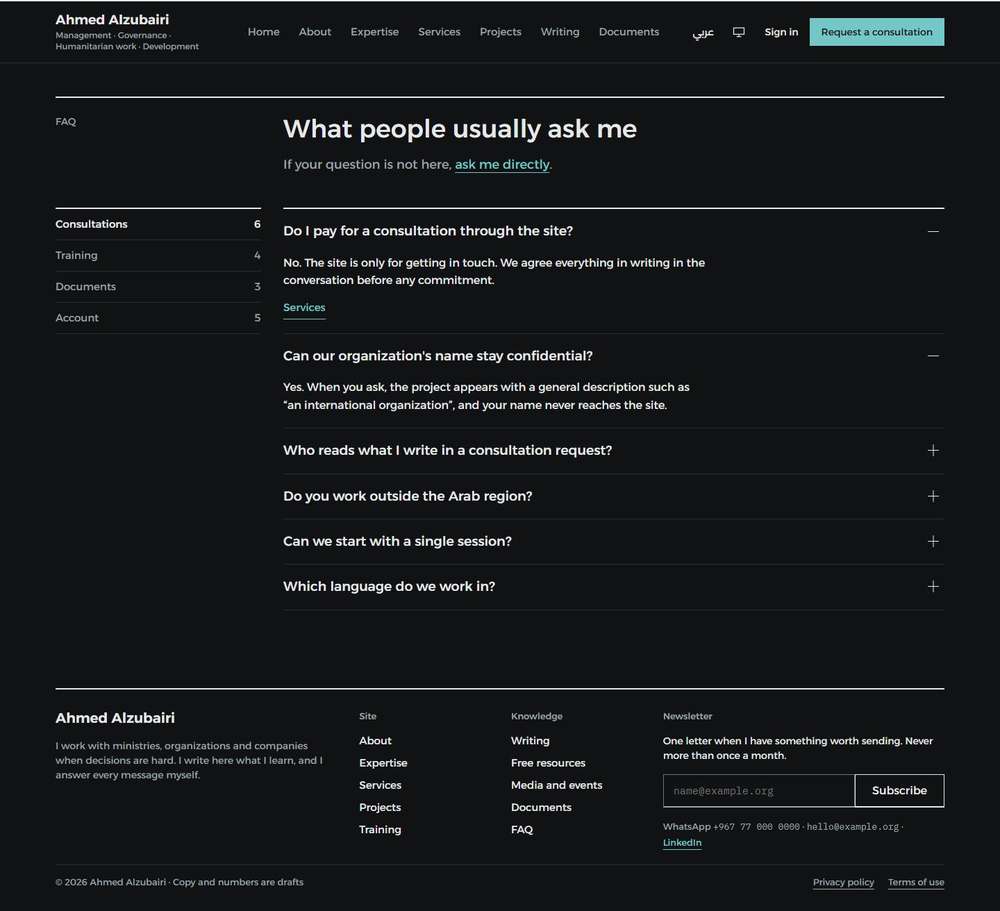 Ahmed Alzubairi
Management · Governance ·
Humanitarian work · Development
Home
About
Expertise
Services
Projects
Writing
Documents
عربي
Sign in
Request a consultation
FAQ
What people usually ask me
If your question is not here, ask me directly.
Consultations 6
Training 4
Documents 3
Account 5
Do I pay for a consultation through the site?
No. The site is only for getting in touch. We agree everything in writing in the
conversation before any commitment.
Services
Can our organization's name stay confidential?
Yes. When you ask, the project appears with a general description such as
“an international organization”, and your name never reaches the site.
Who reads what I write in a consultation request?
Do you work outside the Arab region?
Can we start with a single session?
Which language do we work in?
Ahmed Alzubairi
I work with ministries, organizations and companies
when decisions are hard. I write here what I learn, and I
answer every message myself.
Site
About
Expertise
Services
Projects
Training
Knowledge
Writing
Free resources
Media and events
Documents
FAQ
Newsletter
One letter when I have something worth sending. Never
more than once a month.
name@example.org
Subscribe
WhatsApp +967 77 000 0000 · hello@example.org ·
LinkedIn
© 2026 Ahmed Alzubairi · Copy and numbers are drafts
Privacy policy
Terms of use